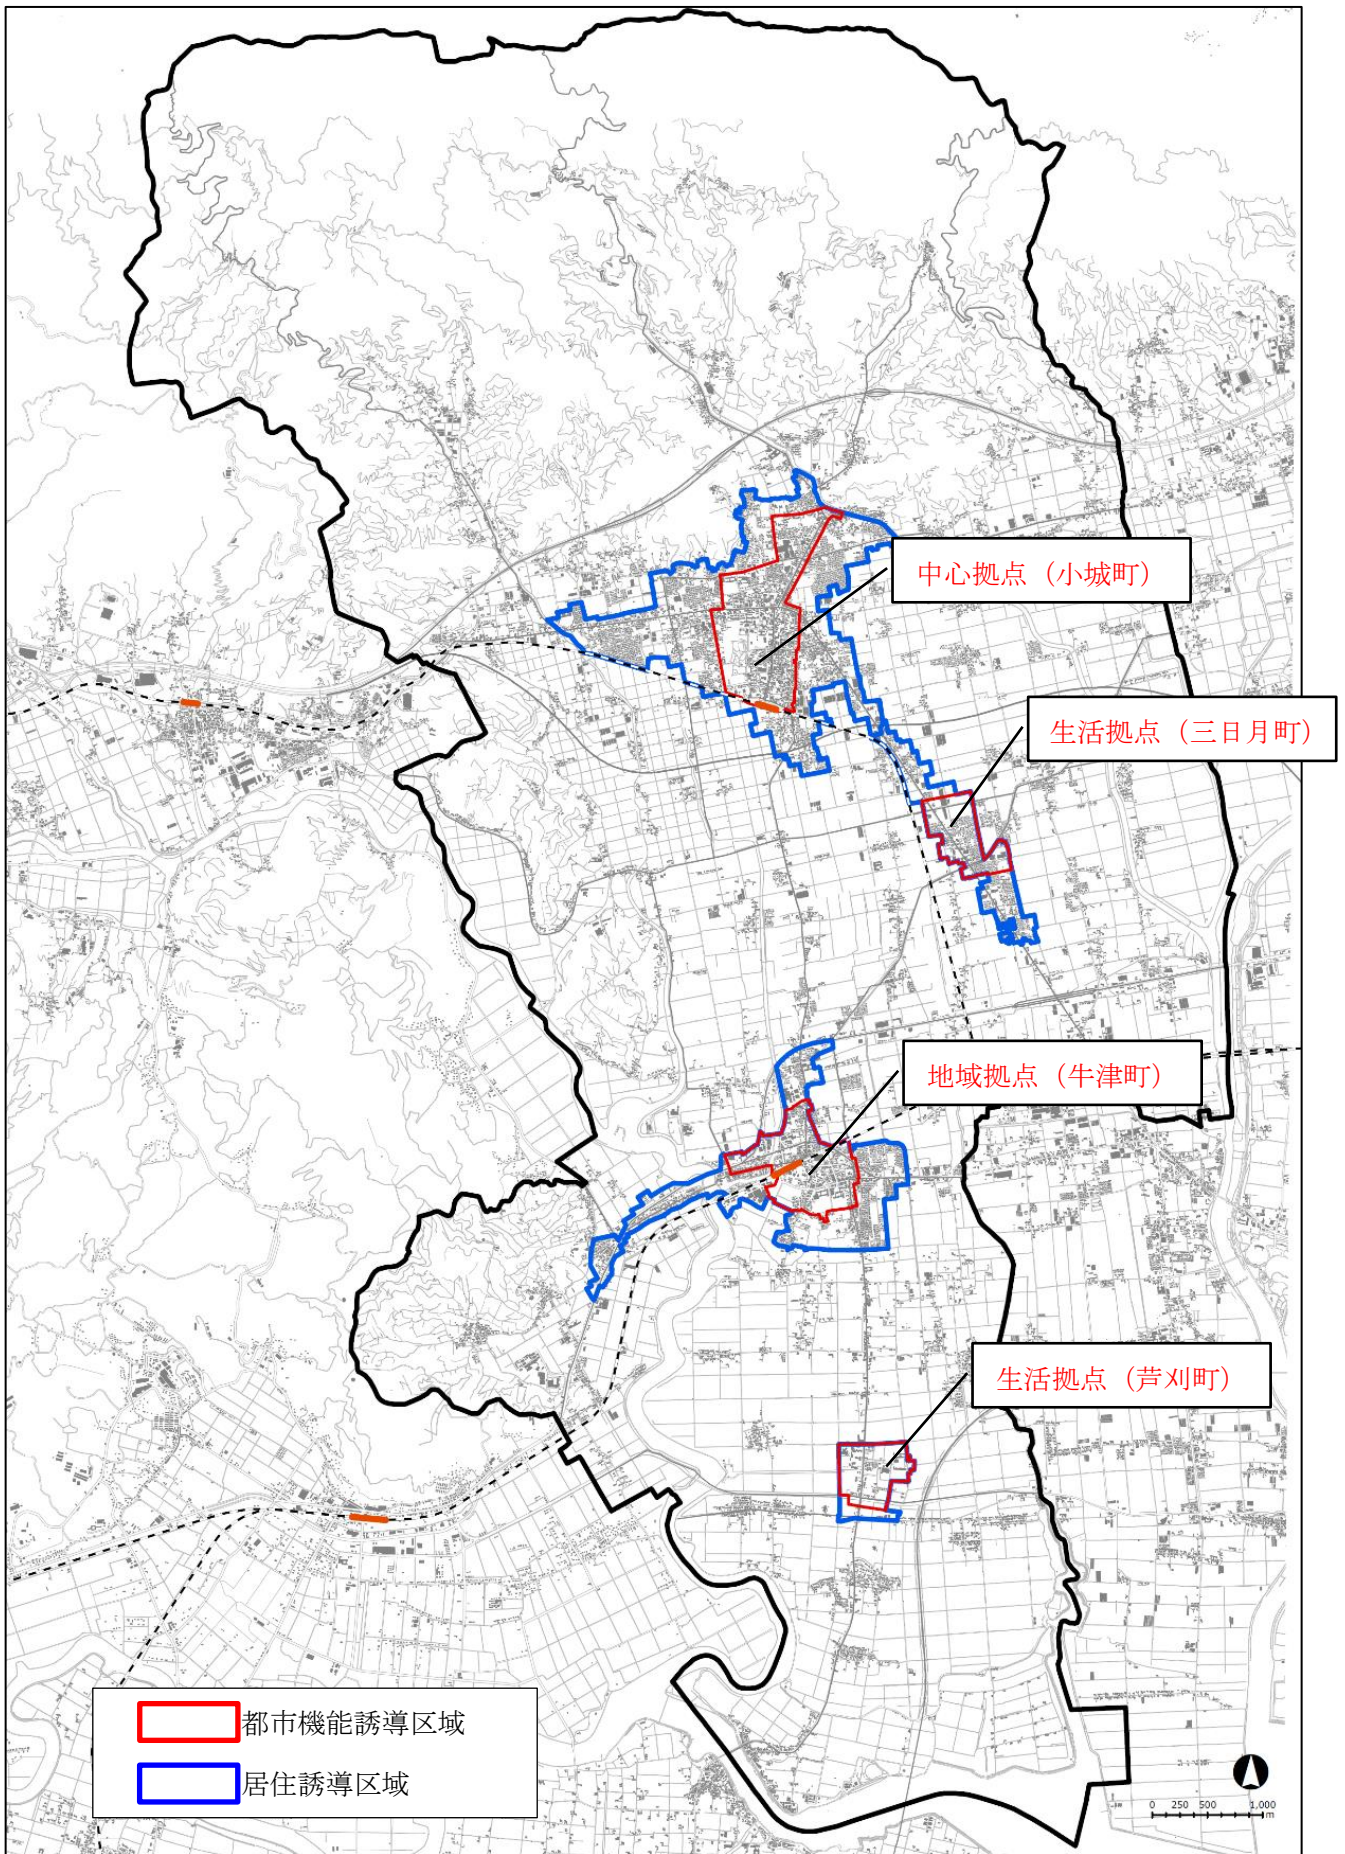 中心拠点（小城町）
生活拠点（三日月町）
地域拠点（牛津町）
生活拠点（芦刈町）
都市機能誘導区域
居住誘導区域
0 250 500 1,000
m